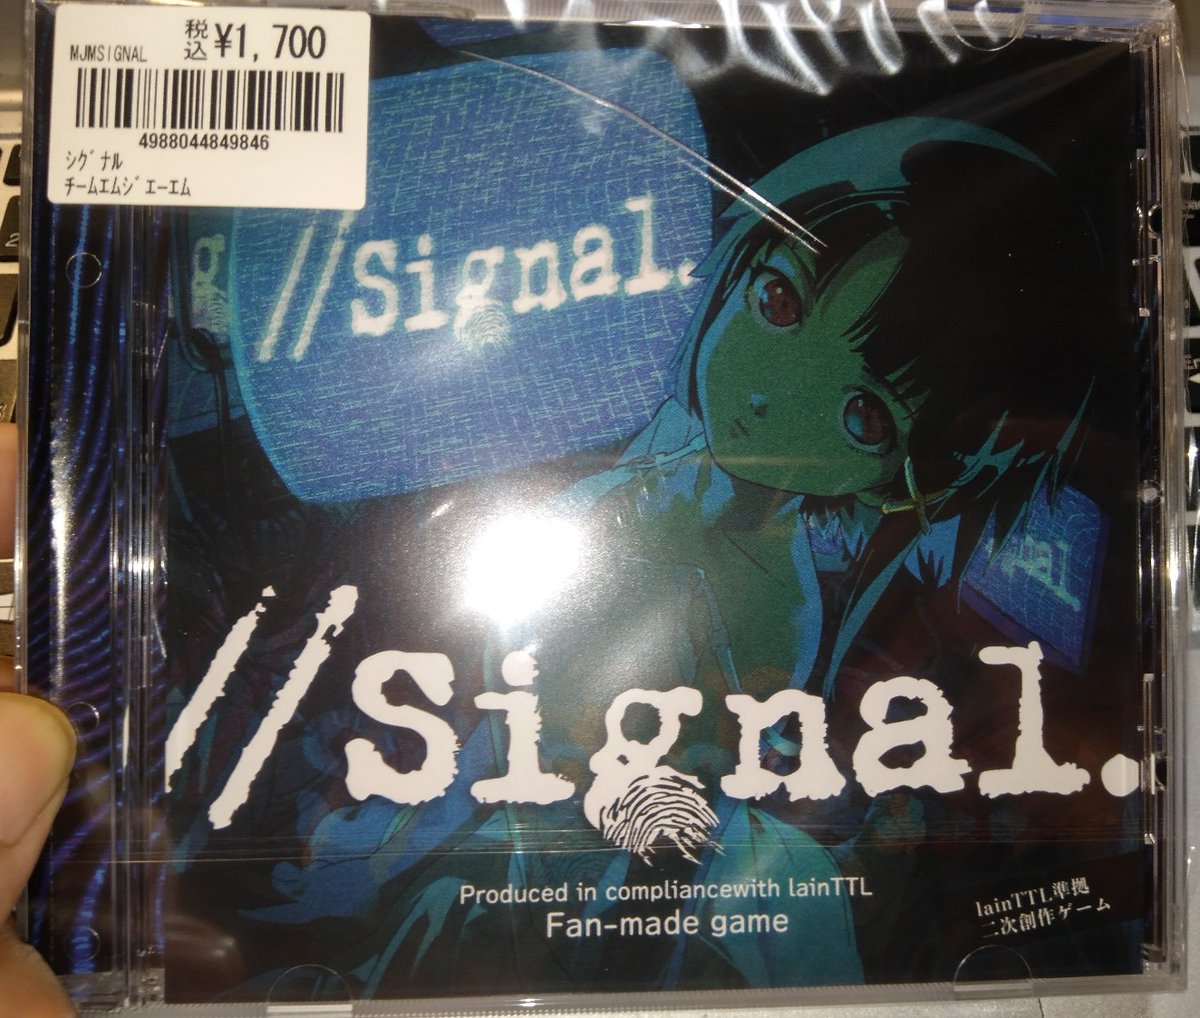 MJMSIGNAL 税込 ¥1,700
4988044849846
ｼｸﾞﾅﾙ
ﾁｰﾑｴﾑｼﾞｴｰｴﾑ
g
//Signal.
ignal.
//Signal.
Produced in compliancewith lainTTL
Fan-made game
lainTTL準拠
二次創作ゲーム